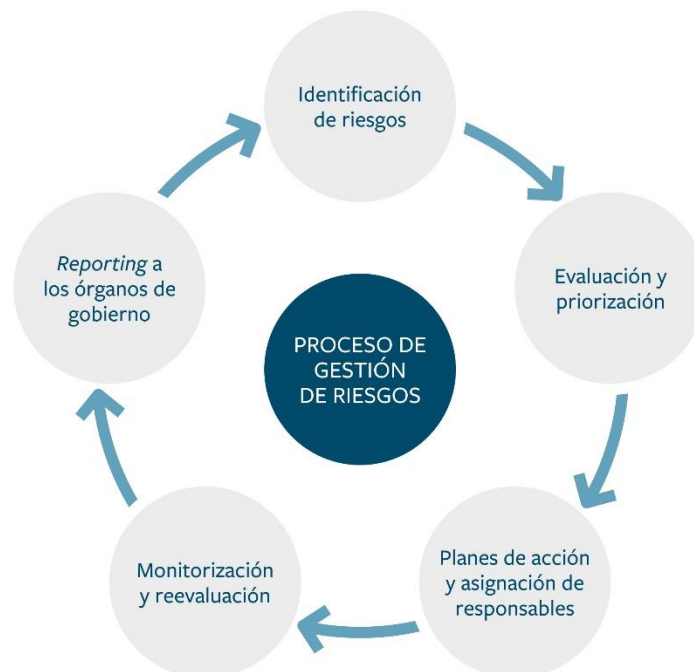 Identificación
de riesgos
Evaluación y
priorización
Planes de acción
y asignación de
responsables
Monitorización
y reevaluación
Reporting a
los órganos de
gobierno
PROCESO DE
GESTIÓN
DE RIESGOS